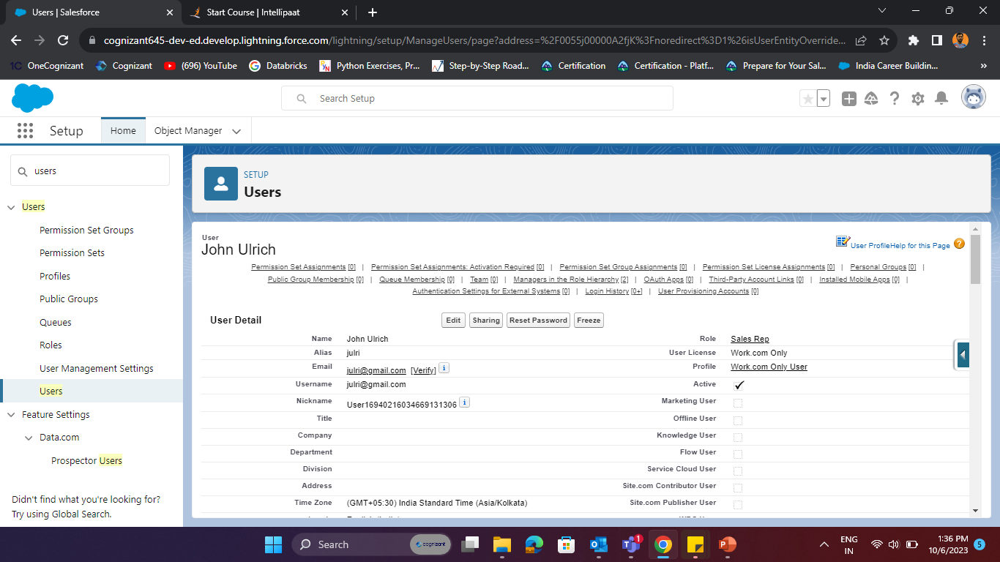 Users | Salesforce
Start Course | Intellipaat
cognizant645-dev-ed.develop.lightning.force.com/lightning/setup/ManageUsers/page?address=%2F0055j00000A2fjK%3Fnoredirect%3D1%26isUserEntityOverride...
1C OneCognizant Cognizant (696) YouTube Databricks Python Exercises, Pr... Step-by-Step Road... Certification Certification - Platf... Prepare for Your Sal... India Career Buildin... »
Search Setup
Setup Home Object Manager
users
Users
Permission Set Groups
Permission Sets
Profiles
Public Groups
Queues
Roles
User Management Settings
Users
Feature Settings
Data.com
Prospector Users
Didn't find what you're looking for?
Try using Global Search.
SETUP
Users
User
John Ulrich
User Profile Help for this Page ?
Permission Set Assignments [0] | Permission Set Assignments: Activation Required [0] | Permission Set Group Assignments [0] | Permission Set License Assignments [0] | Personal Groups [0] |
Public Group Membership [0] | Queue Membership [0] | Team [0] | Managers in the Role Hierarchy [2] | OAuth Apps [0] | Third-Party Account Links [0] | Installed Mobile Apps [0] |
Authentication Settings for External Systems [0] | Login History [0+] | User Provisioning Accounts [0]
User Detail Edit Sharing Reset Password Freeze
Name John Ulrich Role Sales Rep
Alias julri User License Work.com Only
Email julri@gmail.com [Verify] i Profile Work.com Only User
Username julri@gmail.com Active ✓
Nickname User16940216034669131306 i Marketing User
Title Offline User
Company Knowledge User
Department Flow User
Division Service Cloud User
Address Site.com Contributor User
Time Zone (GMT+05:30) India Standard Time (Asia/Kolkata) Site.com Publisher User
Search cognizant 1 ENG 1:36 PM
IN 10/6/2023 5